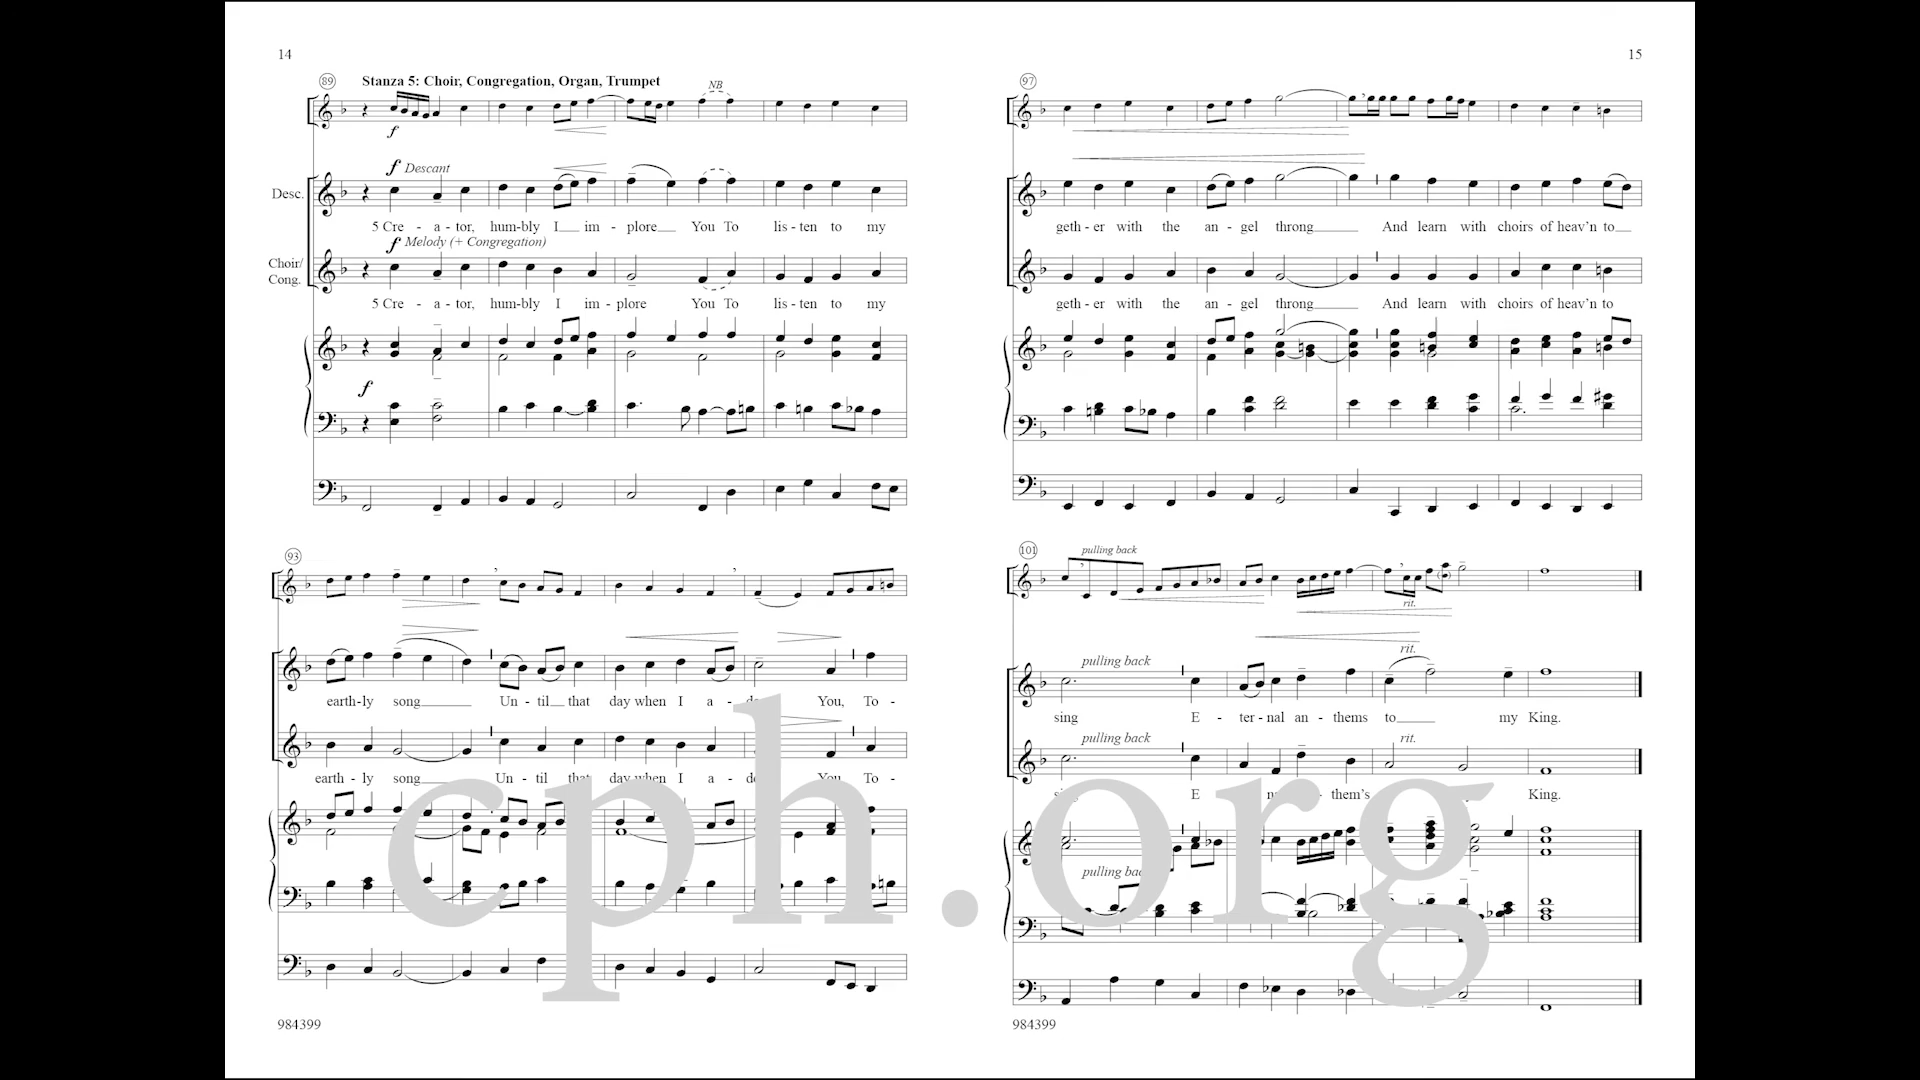 14
89 Stanza 5: Choir, Congregation, Organ, Trumpet
NB
f
f Descant
Desc.
5 Cre - a - tor, hum-bly I im - plore You To lis - ten to my
f Melody (+ Congregation)
Choir/
Cong.
5 Cre - a - tor, hum-bly I im - plore You To lis - ten to my
f
93
earth-ly song Un - til that day when I a - You, To -
earth - ly song Un - til that day when I a - You To -
984399
15
97
geth - er with the an - gel throng And learn with choirs of heav'n to
geth - er with the an - gel throng And learn with choirs of heav'n to
101 pulling back
rit.
pulling back rit.
sing E - ter - nal an - thems to my King.
pulling back rit.
E - them's King.
pulling
984399
cph.org